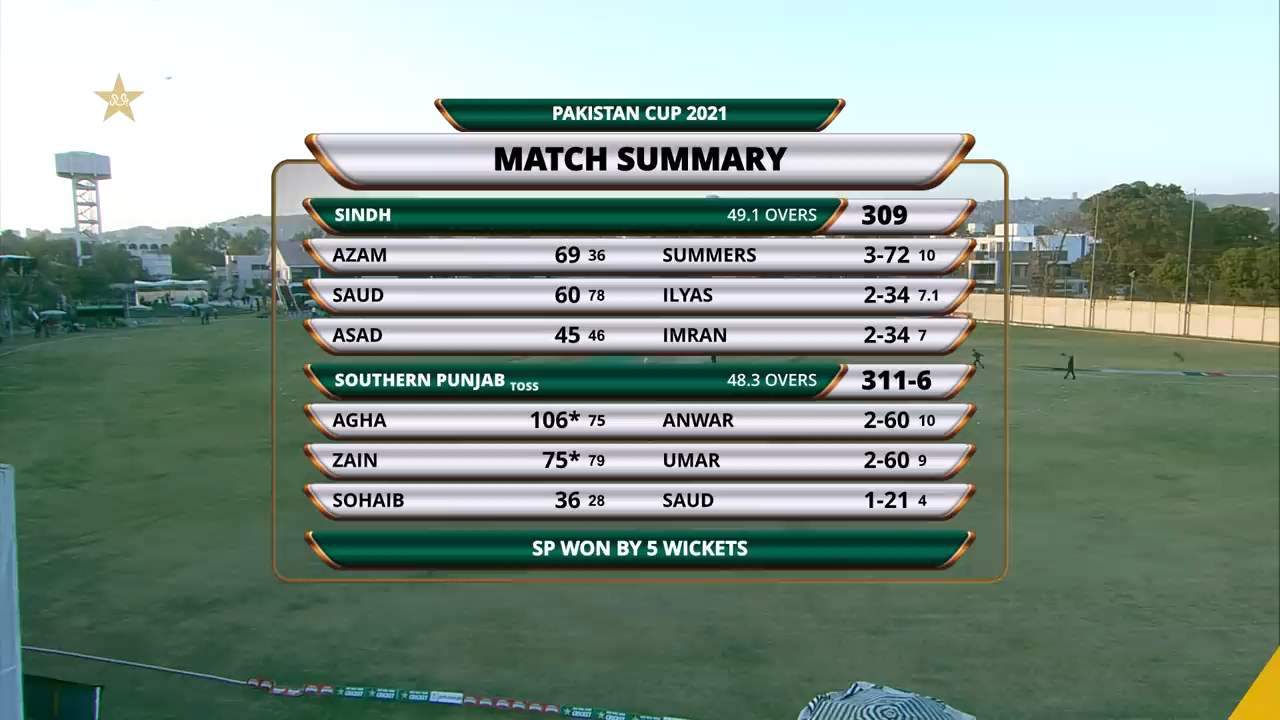 PAKISTAN CUP 2021
MATCH SUMMARY
SINDH 49.1 OVERS 309
AZAM 69 36 SUMMERS 3-72 10
SAUD 60 78 ILYAS 2-34 7.1
ASAD 45 46 IMRAN 2-34 7
SOUTHERN PUNJAB TOSS 48.3 OVERS 311-6
AGHA 106* 75 ANWAR 2-60 10
ZAIN 75* 79 UMAR 2-60 9
SOHAIB 36 28 SAUD 1-21 4
SP WON BY 5 WICKETS